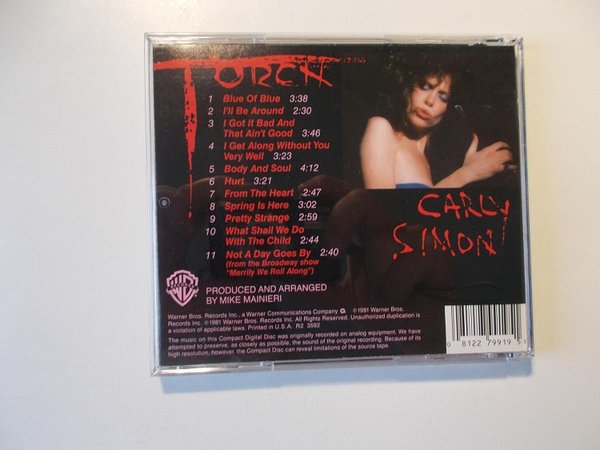 TORCH
1 Blue Of Blue 3:38
2 I'll Be Around 2:30
3 I Got It Bad And
That Ain't Good 3:46
4 I Get Along Without You
Very Well 3:23
5 Body And Soul 4:12
6 Hurt 3:21
7 From The Heart 2:47
8 Spring Is Here 3:02
9 Pretty Strange 2:59
10 What Shall We Do
With The Child 2:44
11 Not A Day Goes By 2:40
(from the Broadway show
"Merrily We Roll Along")
CARLY
SIMON
PRODUCED AND ARRANGED
BY MIKE MAINIERI
Warner Bros. Records Inc., a Warner Communications Company ©1981 Warner Bros.
Records Inc. ℗1981 Warner Bros. Records Inc. All Rights Reserved. Unauthorized duplication is
a violation of applicable laws. Printed in U.S.A. R2 3592
The music on this Compact Digital Disc was originally recorded on analog equipment. We have
attempted to preserve, as closely as possible, the sound of the original recording. Because of its
high resolution, however, the Compact Disc can reveal limitations of the source tape.
0 8122 79919 5